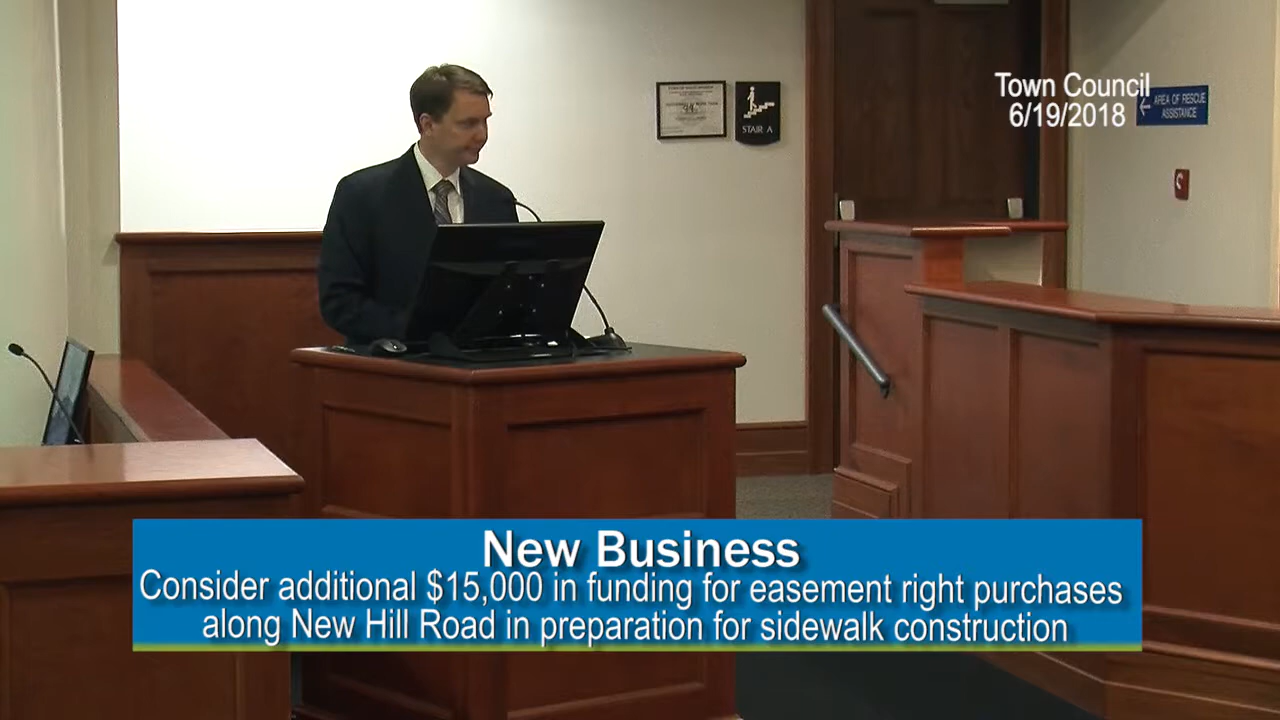 Town Council
6/19/2018
AREA OF RESCUE
ASSISTANCE
STAIR A
New Business
Consider additional $15,000 in funding for easement right purchases
along New Hill Road in preparation for sidewalk construction